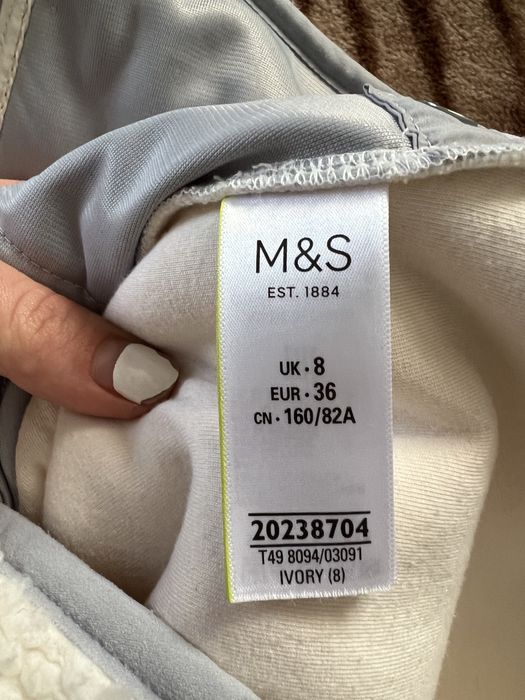 M&S
EST. 1884
UK • 8
EUR • 36
CN • 160/82A
20238704
T49 8094/03091
IVORY (8)